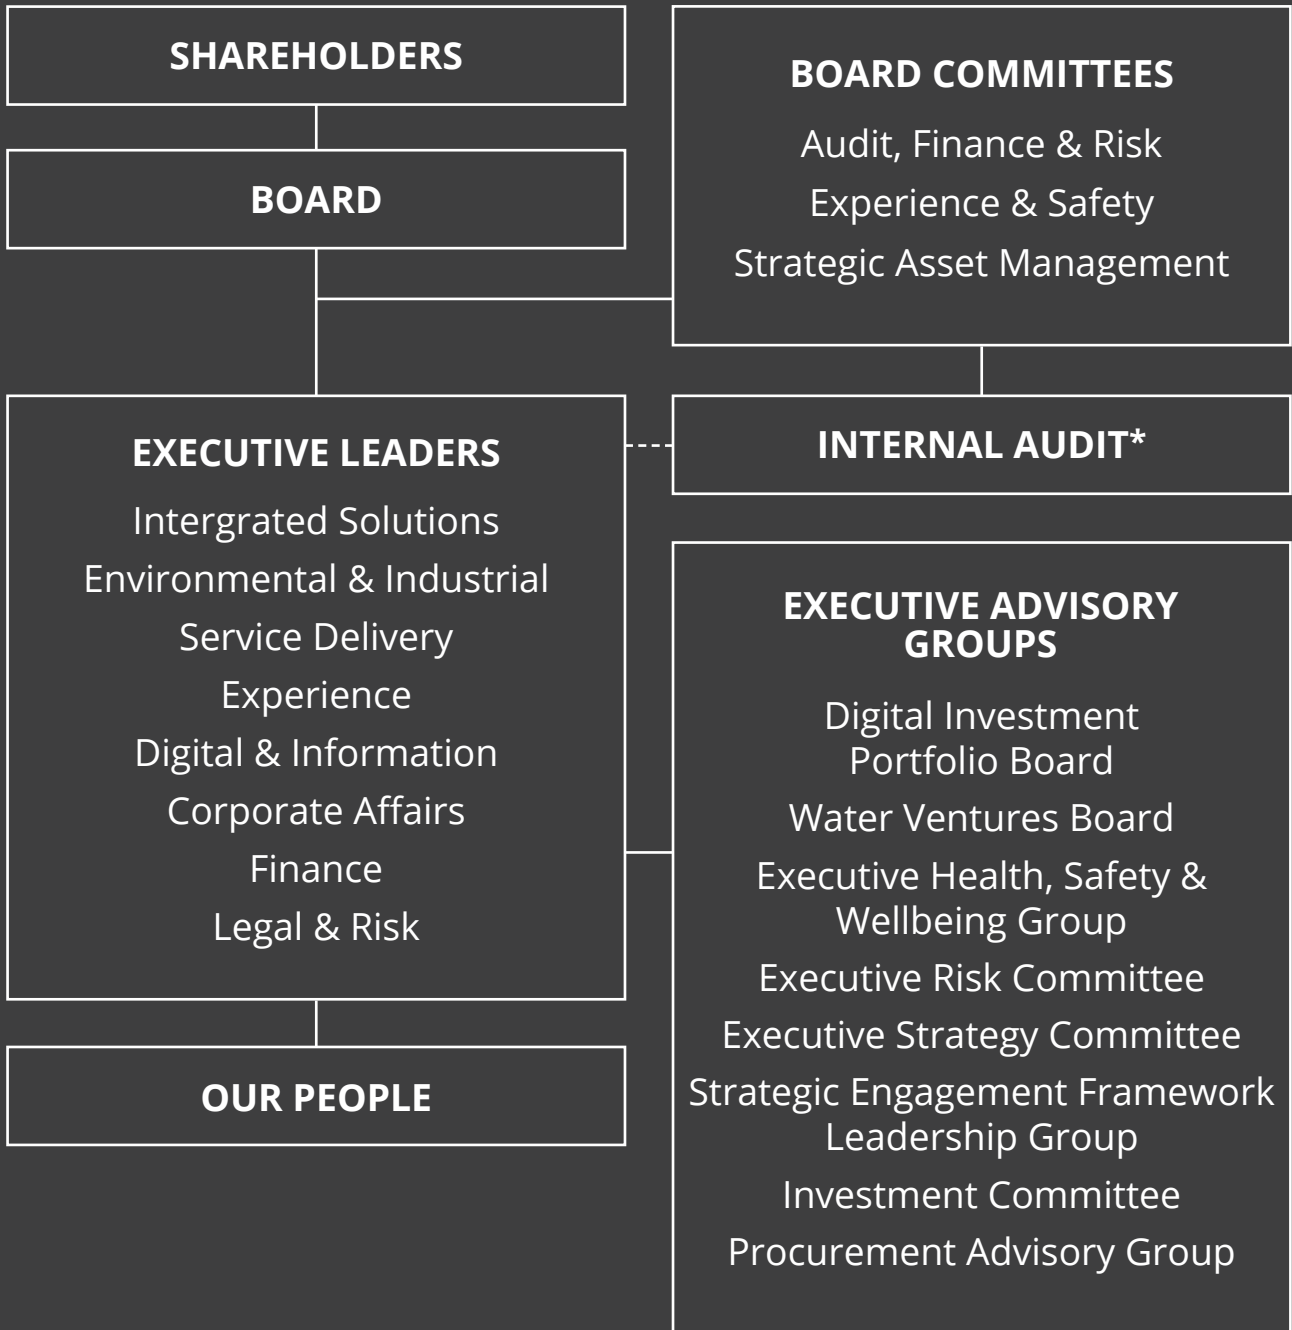 SHAREHOLDERS
BOARD
BOARD COMMITTEES
Audit, Finance & Risk
Experience & Safety
Strategic Asset Management
EXECUTIVE LEADERS
Intergrated Solutions
Environmental & Industrial
Service Delivery
Experience
Digital & Information
Corporate Affairs
Finance
Legal & Risk
INTERNAL AUDIT*
EXECUTIVE ADVISORY
GROUPS
Digital Investment
Portfolio Board
Water Ventures Board
Executive Health, Safety &
Wellbeing Group
Executive Risk Committee
Executive Strategy Committee
Strategic Engagement Framework
Leadership Group
Investment Committee
Procurement Advisory Group
OUR PEOPLE